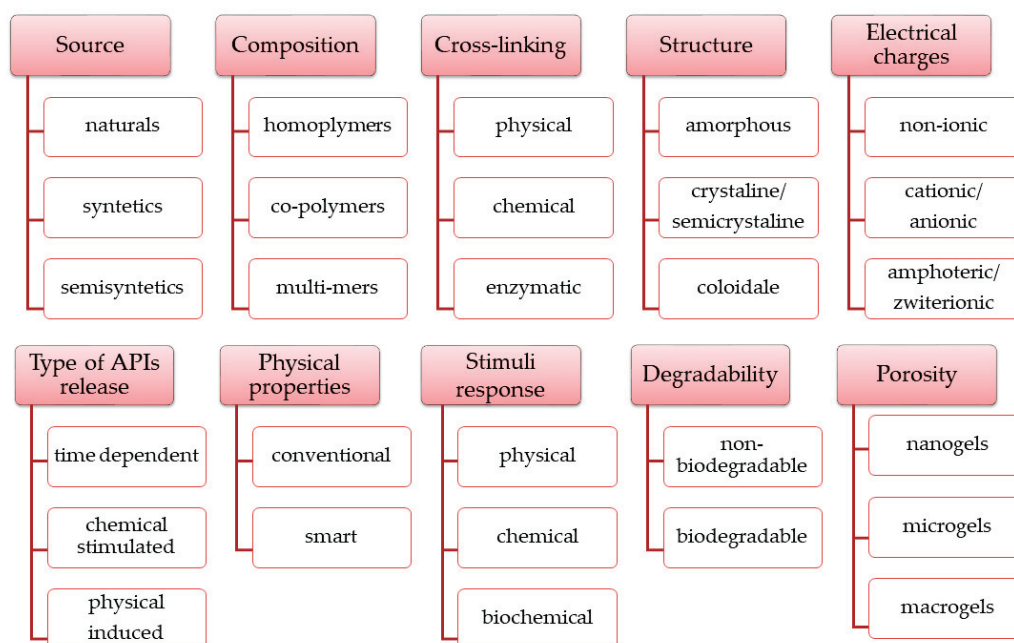 Source
naturals
syntetics
semisyntetics
Composition
homoplymers
co-polymers
multi-mers
Cross-linking
physical
chemical
enzymatic
Structure
amorphous
crystaline/
semicrystaline
coloidale
Electrical
charges
non-ionic
cationic/
anionic
amphoteric/
zwiterionic
Type of APIs
release
time dependent
chemical
stimulated
physical
induced
Physical
properties
conventional
smart
Stimuli
response
physical
chemical
biochemical
Degradability
non-
biodegradable
biodegradable
Porosity
nanogels
microgels
macrogels